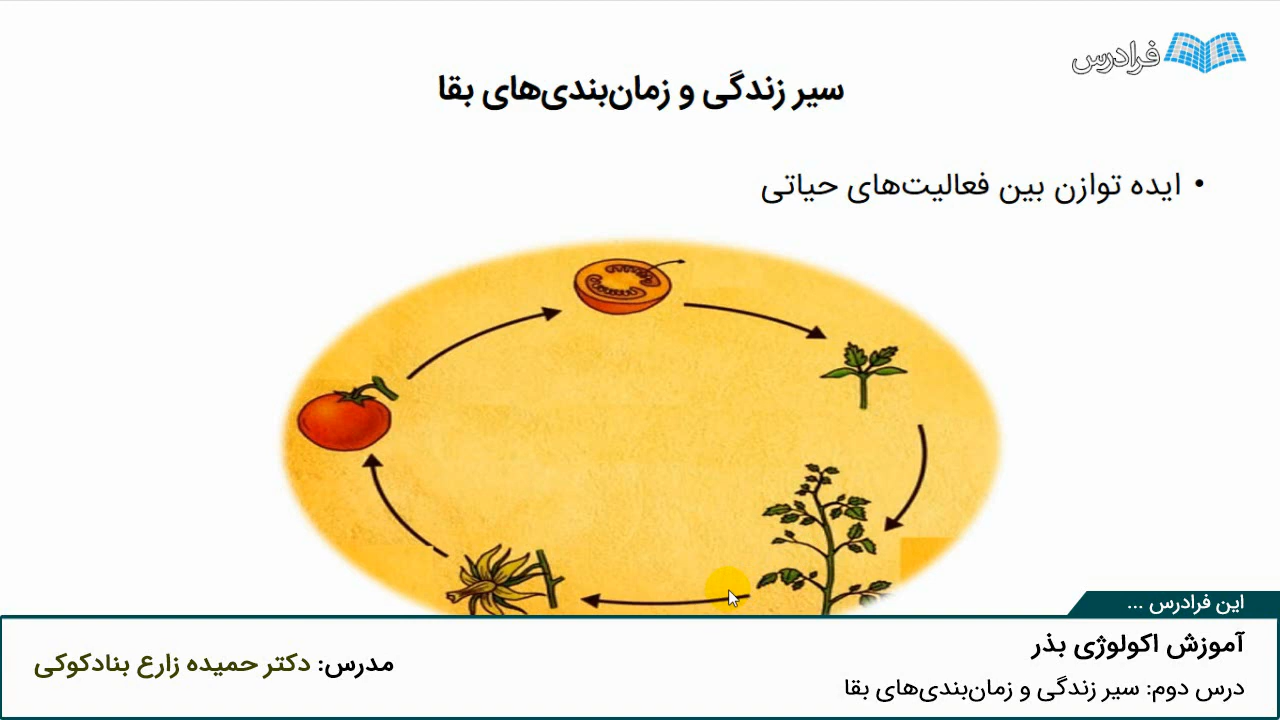 فرادرس
سیر زندگی و زمان‌بندی‌های بقا
• ایده توازن بین فعالیت‌های حیاتی
این فرادرس ...
آموزش اکولوژی بذر
درس دوم: سیر زندگی و زمان‌بندی‌های بقا
مدرس: دکتر حمیده زارع بنادکوکی